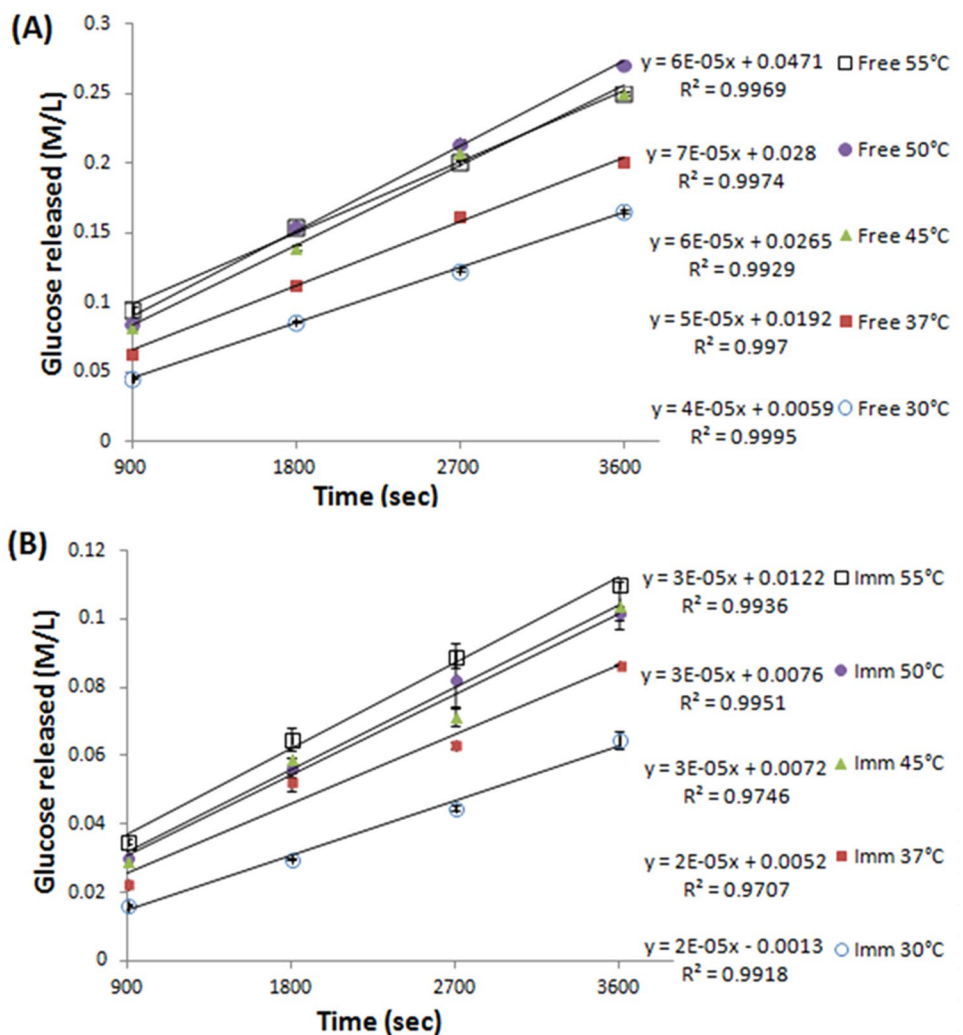 (A)
Glucose released (M/L)
0.3
0.25
0.2
0.15
0.1
0.05
0
900 1800 2700 3600
Time (sec)
y = 6E-05x + 0.0471
R² = 0.9969
Free 55°C
y = 7E-05x + 0.028
R² = 0.9974
Free 50°C
y = 6E-05x + 0.0265
R² = 0.9929
Free 45°C
y = 5E-05x + 0.0192
R² = 0.997
Free 37°C
y = 4E-05x + 0.0059
R² = 0.9995
Free 30°C
(B)
Glucose released (M/L)
0.12
0.1
0.08
0.06
0.04
0.02
0
900 1800 2700 3600
Time (sec)
y = 3E-05x + 0.0122
R² = 0.9936
Imm 55°C
y = 3E-05x + 0.0076
R² = 0.9951
Imm 50°C
y = 3E-05x + 0.0072
R² = 0.9746
Imm 45°C
y = 2E-05x + 0.0052
R² = 0.9707
Imm 37°C
y = 2E-05x - 0.0013
R² = 0.9918
Imm 30°C